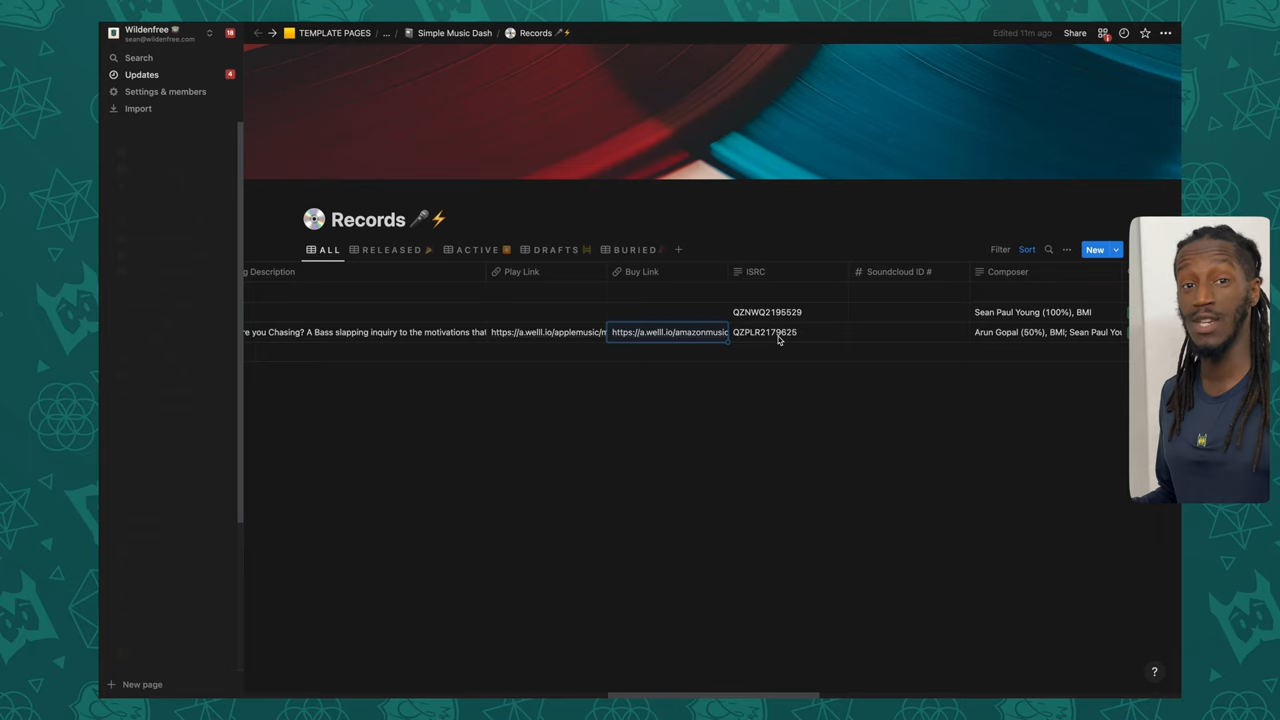 Wildenfree
sean@wildenfree.com
18
TEMPLATE PAGES / ... / Simple Music Dash / Records
Edited 11m ago
Share
Search
Updates
4
Settings & members
Import
Records
ALL
RELEASED
ACTIVE
DRAFTS
BURIED
+
Filter
Sort
New
g Description
Play Link
Buy Link
ISRC
# Soundcloud ID #
Composer
QZNWQ2195529
Sean Paul Young (100%), BMI
re you Chasing? A Bass slapping inquiry to the motivations that
https://a.welll.io/applemusic/n
https://a.welll.io/amazonmusic
QZPLR2179625
Arun Gopal (50%), BMI; Sean Paul You
+ New page
?